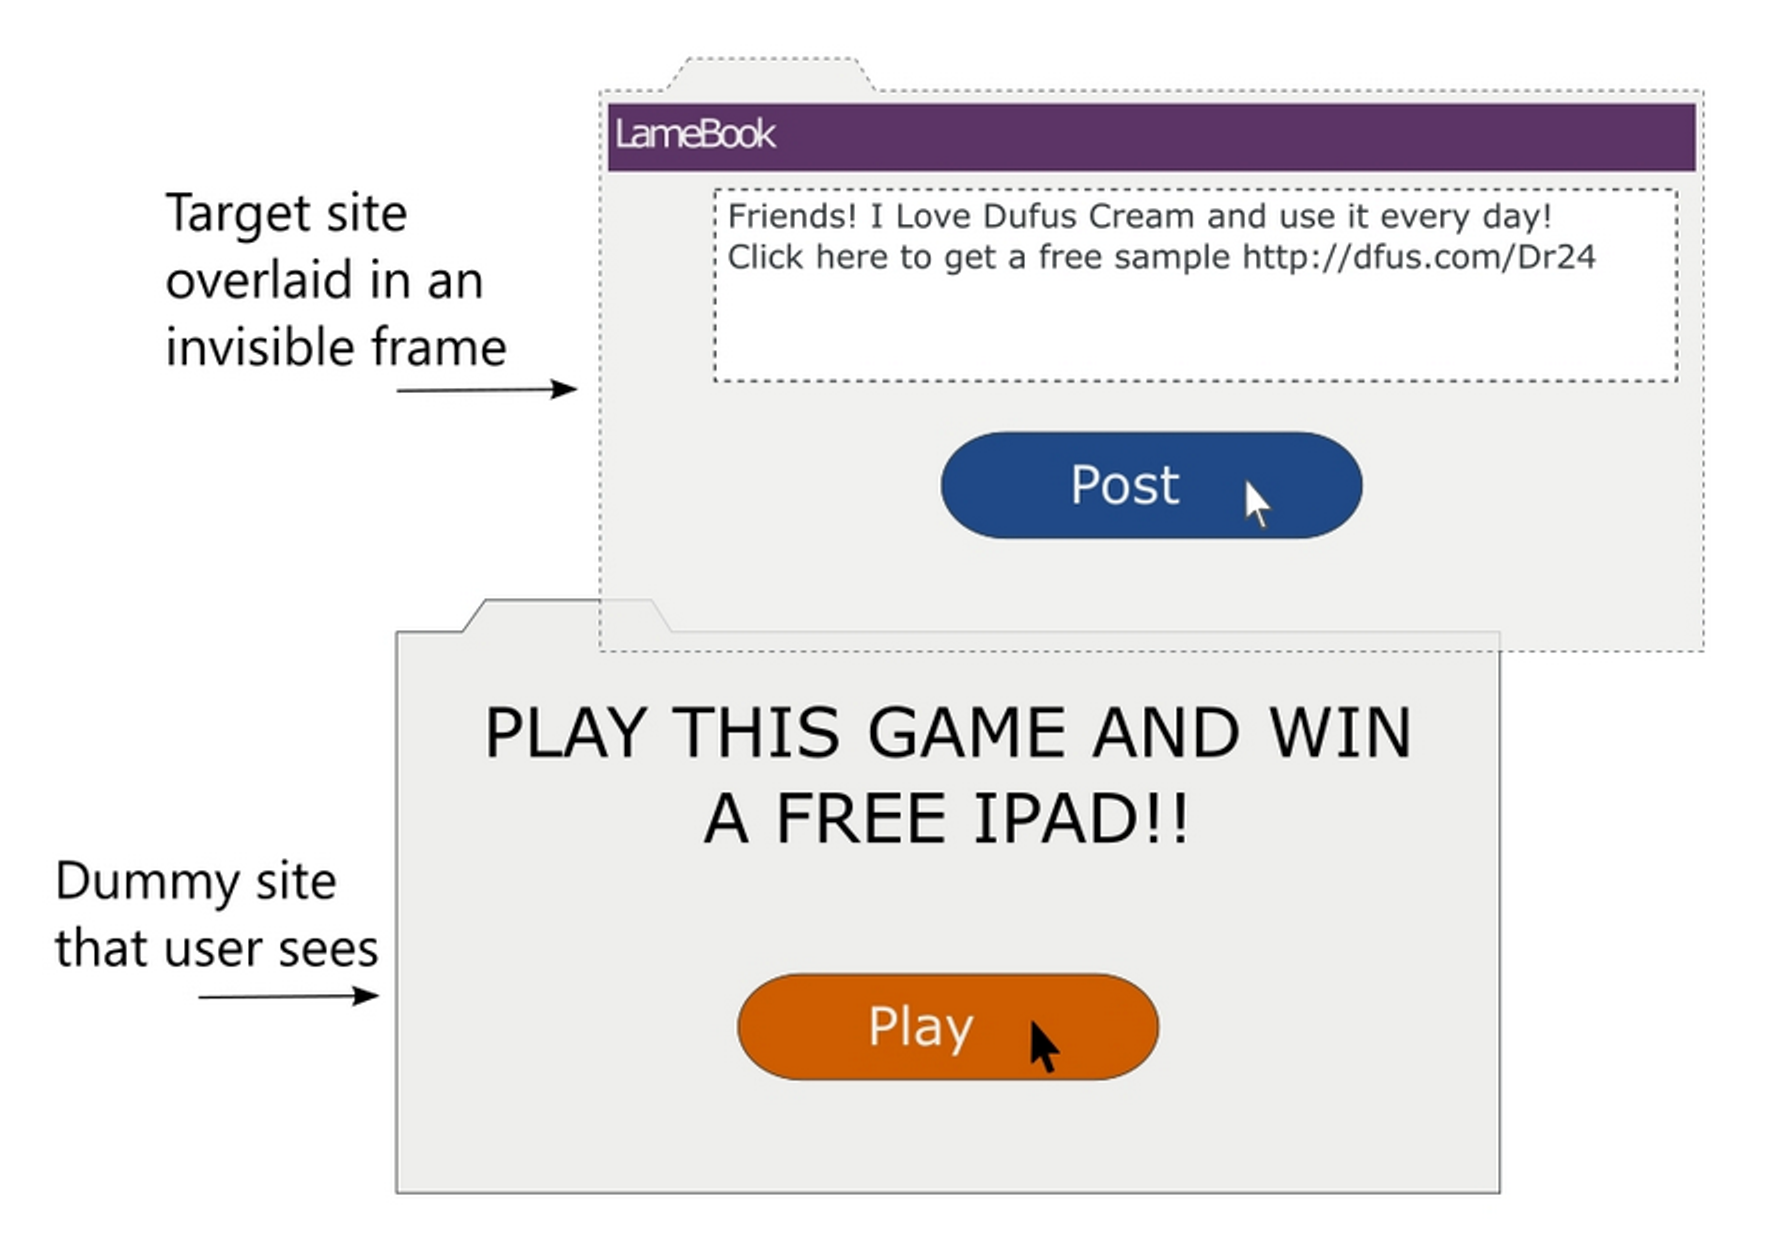 LameBook
Target site
overlaid in an
invisible frame
Friends! I Love Dufus Cream and use it every day!
Click here to get a free sample http://dfus.com/Dr24
Post
PLAY THIS GAME AND WIN
A FREE IPAD!!
Dummy site
that user sees
Play